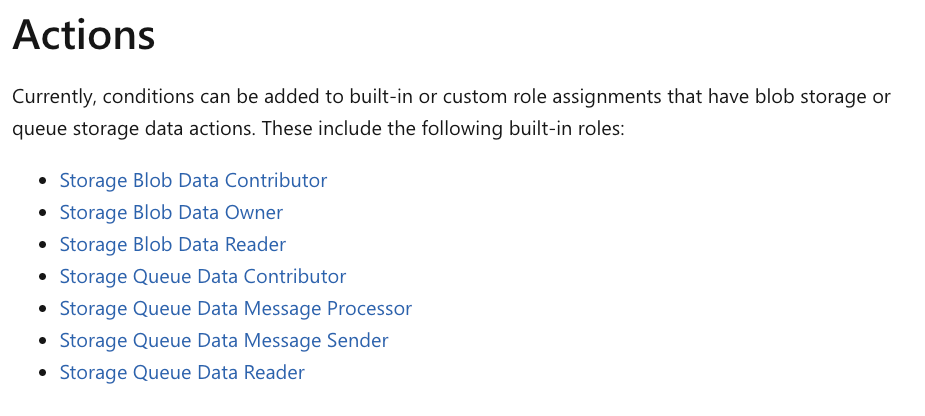 Actions
Currently, conditions can be added to built-in or custom role assignments that have blob storage or
queue storage data actions. These include the following built-in roles:
• Storage Blob Data Contributor
• Storage Blob Data Owner
• Storage Blob Data Reader
• Storage Queue Data Contributor
• Storage Queue Data Message Processor
• Storage Queue Data Message Sender
• Storage Queue Data Reader